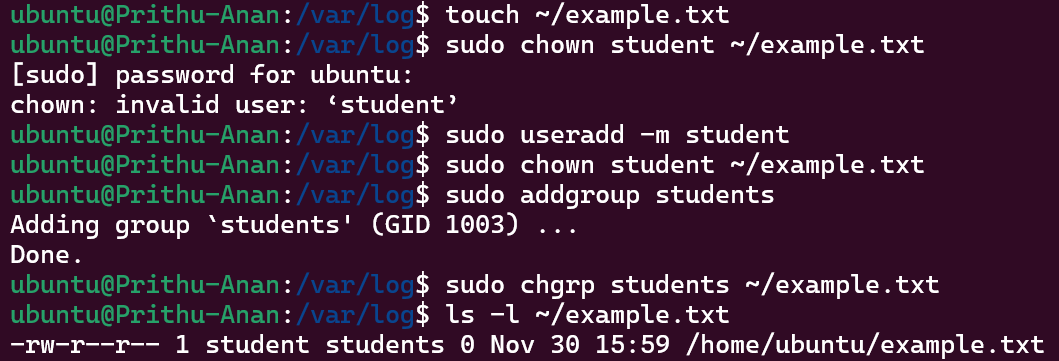 ubuntu@Prithu-Anan:/var/log$ touch ~/example.txt
ubuntu@Prithu-Anan:/var/log$ sudo chown student ~/example.txt
[sudo] password for ubuntu:
chown: invalid user: ‘student’
ubuntu@Prithu-Anan:/var/log$ sudo useradd -m student
ubuntu@Prithu-Anan:/var/log$ sudo chown student ~/example.txt
ubuntu@Prithu-Anan:/var/log$ sudo addgroup students
Adding group `students' (GID 1003) ...
Done.
ubuntu@Prithu-Anan:/var/log$ sudo chgrp students ~/example.txt
ubuntu@Prithu-Anan:/var/log$ ls -l ~/example.txt
-rw-r--r-- 1 student students 0 Nov 30 15:59 /home/ubuntu/example.txt